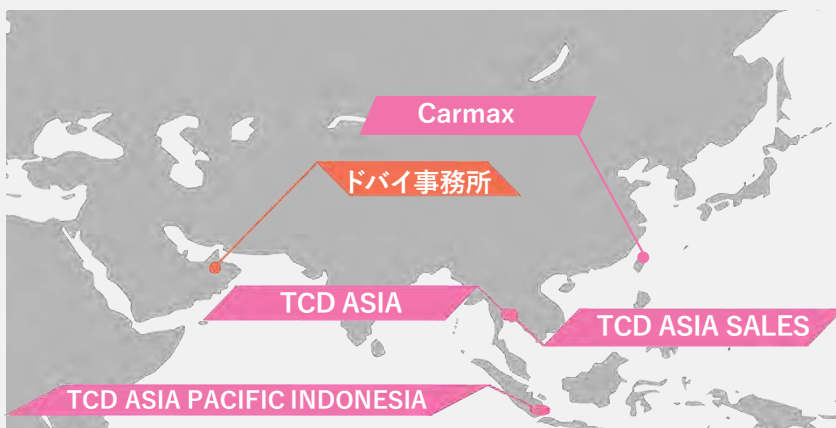 Carmax
ドバイ事務所
TCD ASIA
TCD ASIA SALES
TCD ASIA PACIFIC INDONESIA